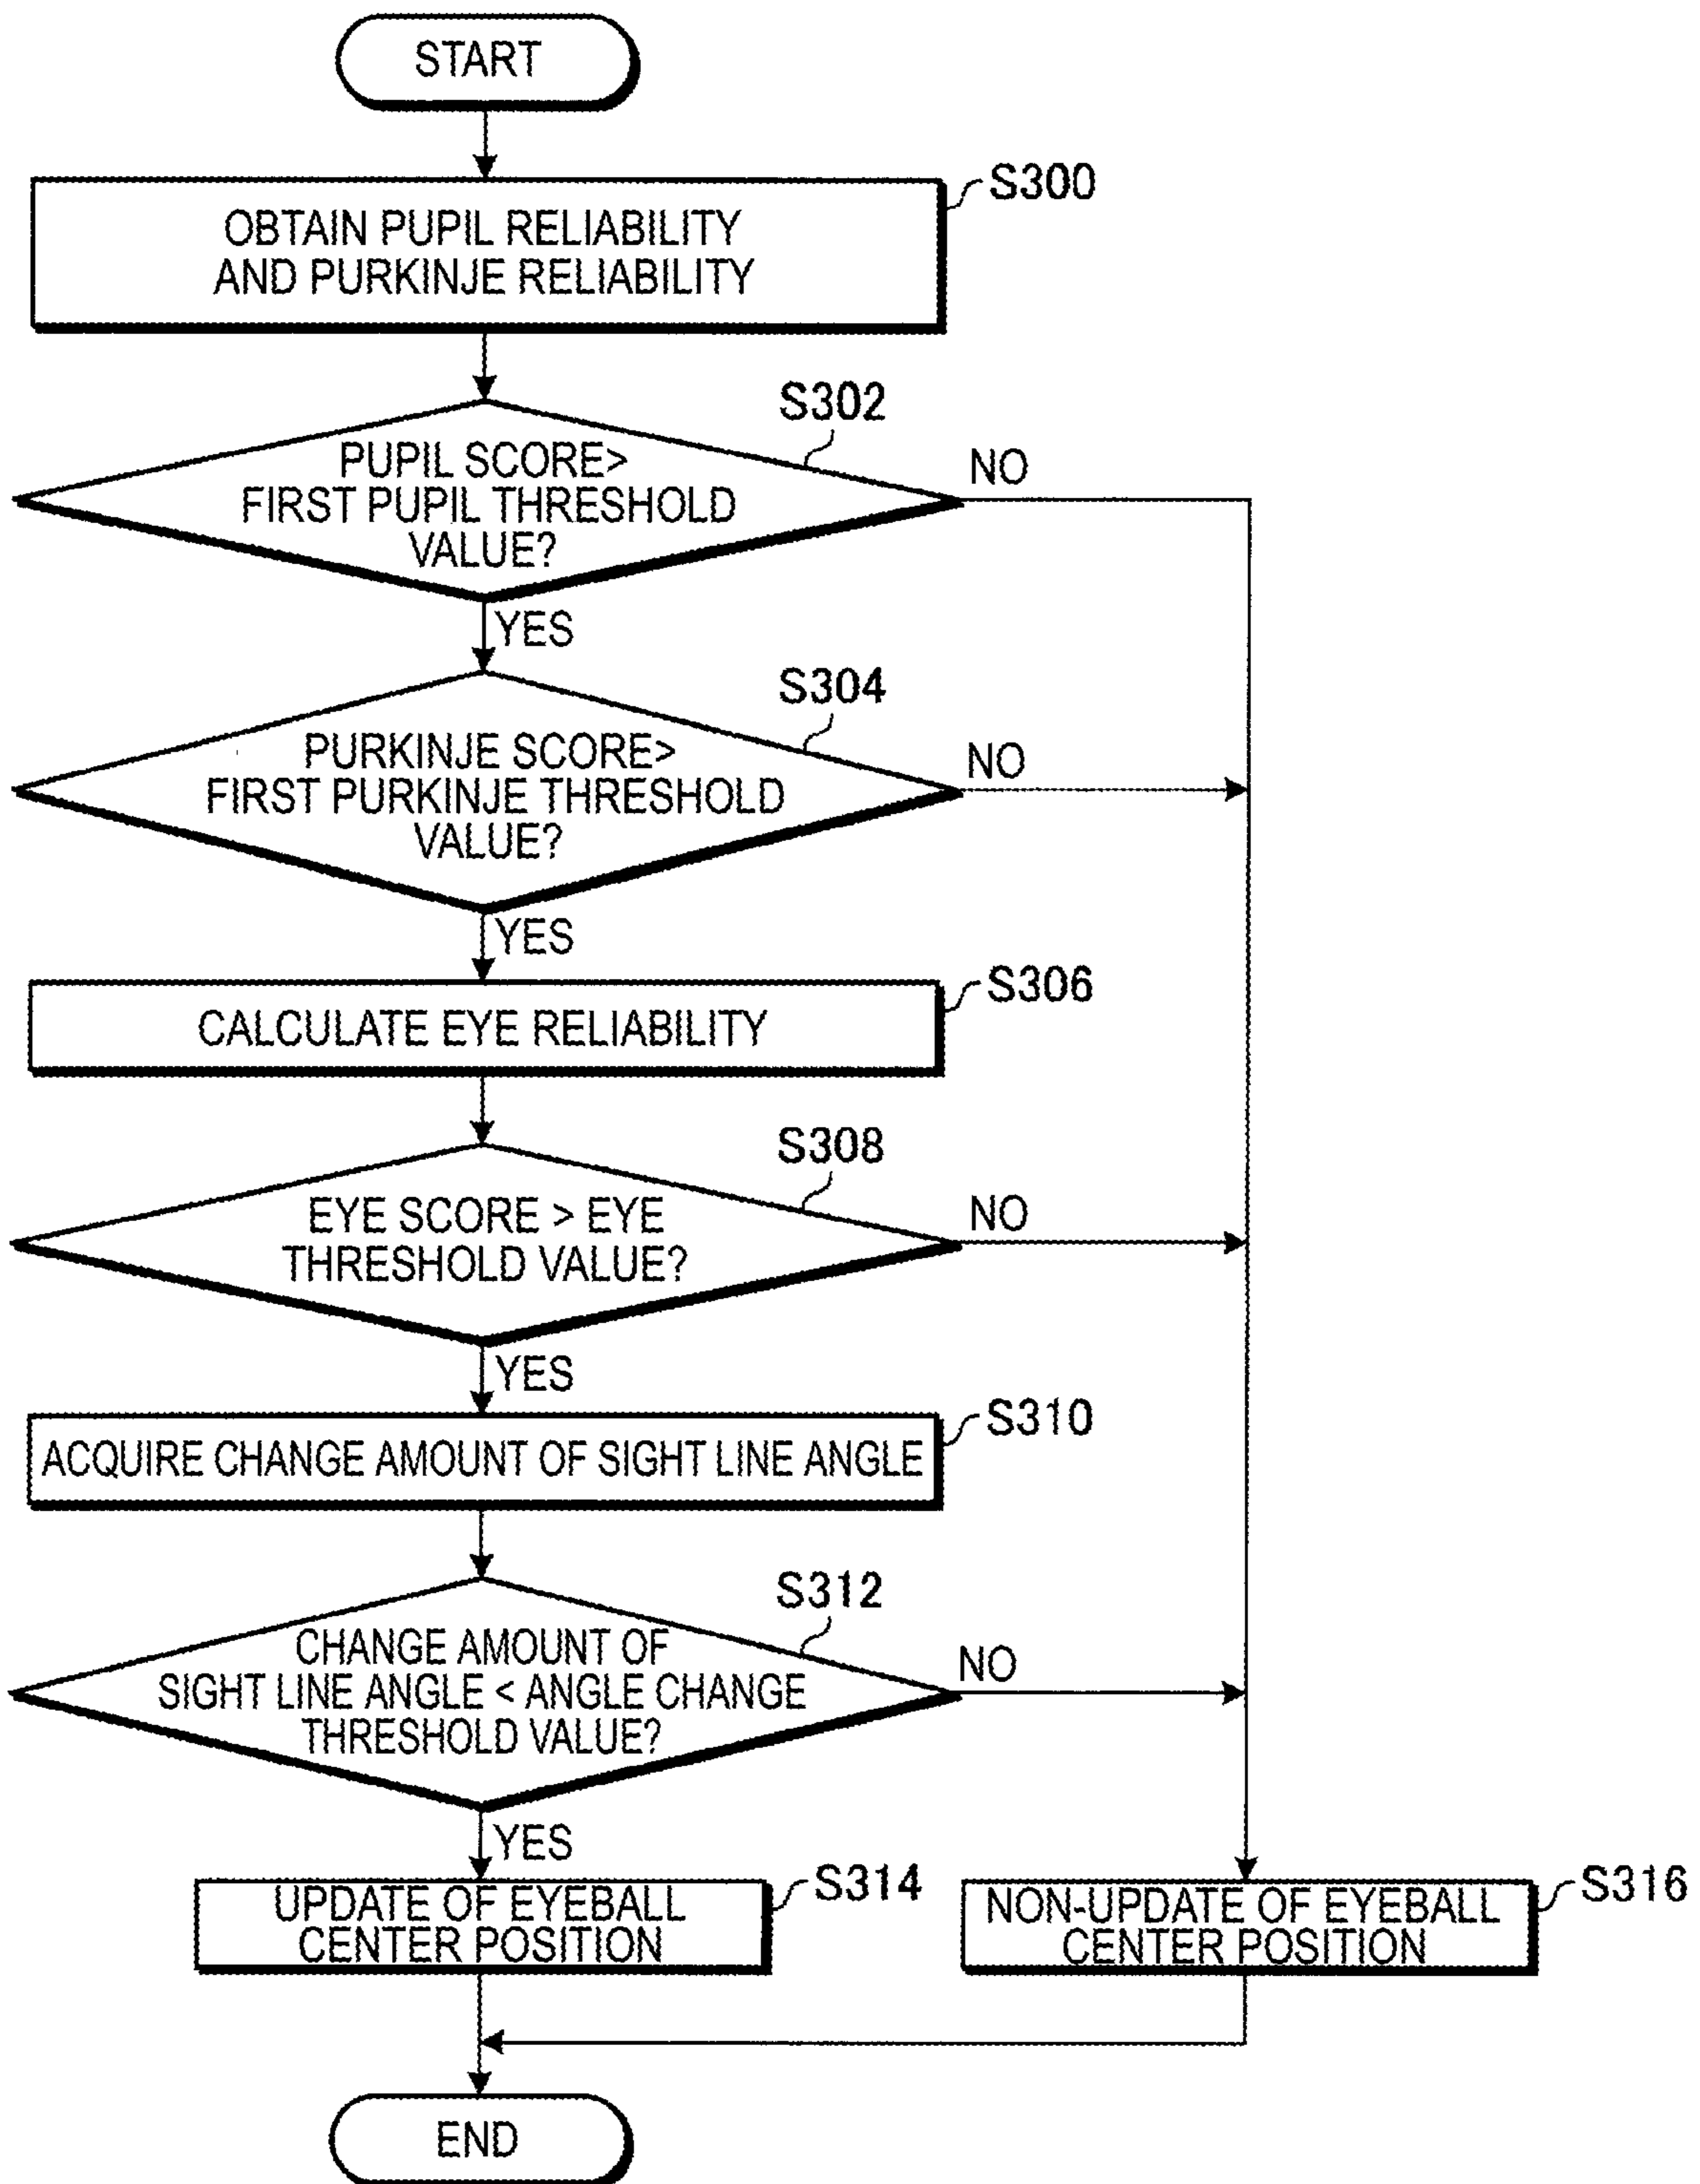 START
S300
OBTAIN PUPIL RELIABILITY
AND PURKINJE RELIABILITY
S302
PUPIL SCORE>
FIRST PUPIL THRESHOLD
VALUE?
NO
YES
S304
PURKINJE SCORE>
FIRST PURKINJE THRESHOLD
VALUE?
NO
YES
S306
CALCULATE EYE RELIABILITY
S308
EYE SCORE > EYE
THRESHOLD VALUE?
NO
YES
S310
ACQUIRE CHANGE AMOUNT OF SIGHT LINE ANGLE
S312
CHANGE AMOUNT OF
SIGHT LINE ANGLE < ANGLE CHANGE
THRESHOLD VALUE?
NO
YES
S314
UPDATE OF EYEBALL
CENTER POSITION
S316
NON-UPDATE OF EYEBALL
CENTER POSITION
END